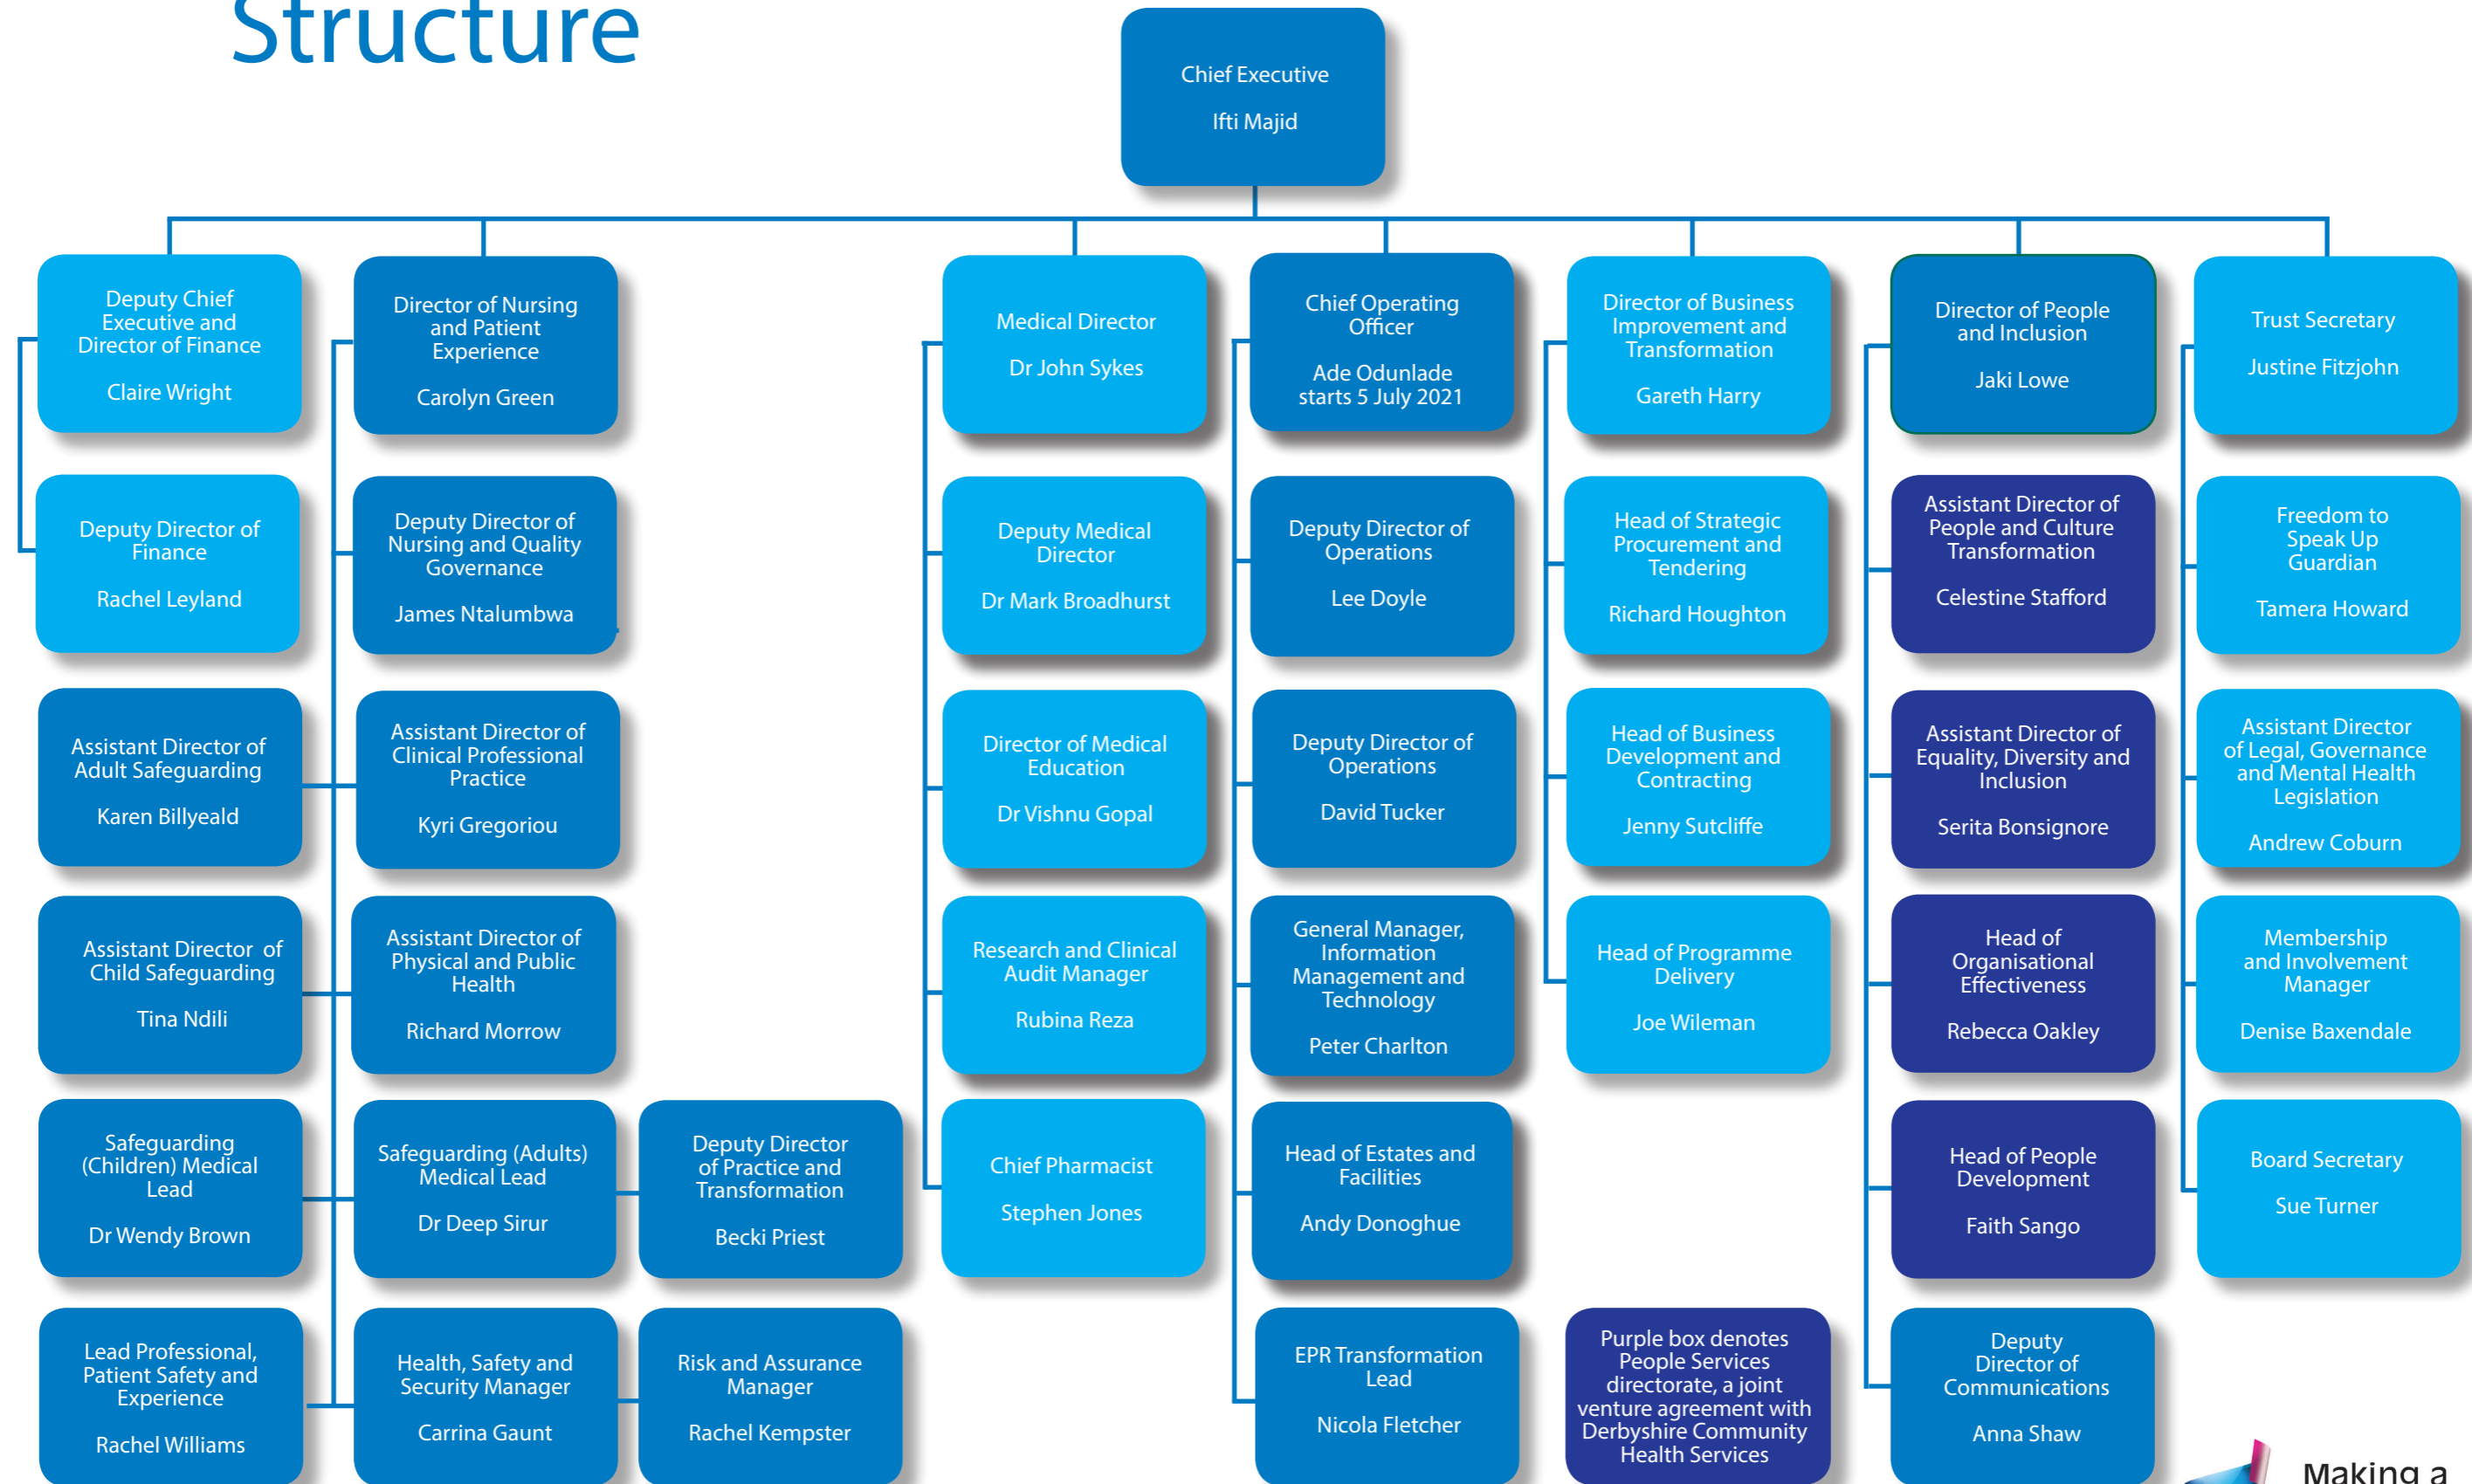 Structure
Chief Executive
Ifti Majid
Deputy Chief
Executive and
Director of Finance
Claire Wright
Director of Nursing
and Patient
Experience
Carolyn Green
Medical Director
Dr John Sykes
Chief Operating
Officer
Ade Odunlade
starts 5 July 2021
Director of Business
Improvement and
Transformation
Gareth Harry
Director of People
and Inclusion
Jaki Lowe
Trust Secretary
Justine Fitzjohn
Deputy Director of
Finance
Rachel Leyland
Deputy Director of
Nursing and Quality
Governance
James Ntalumbwa
Deputy Medical
Director
Dr Mark Broadhurst
Deputy Director of
Operations
Lee Doyle
Head of Strategic
Procurement and
Tendering
Richard Houghton
Assistant Director of
People and Culture
Transformation
Celestine Stafford
Freedom to
Speak Up
Guardian
Tamera Howard
Assistant Director of
Adult Safeguarding
Karen Billyeald
Assistant Director of
Clinical Professional
Practice
Kyri Gregoriou
Director of Medical
Education
Dr Vishnu Gopal
Deputy Director of
Operations
David Tucker
Head of Business
Development and
Contracting
Jenny Sutcliffe
Assistant Director of
Equality, Diversity and
Inclusion
Serita Bonsignore
Assistant Director
of Legal, Governance
and Mental Health
Legislation
Andrew Coburn
Assistant Director of
Child Safeguarding
Tina Ndili
Assistant Director of
Physical and Public
Health
Richard Morrow
Research and Clinical
Audit Manager
Rubina Reza
General Manager,
Information
Management and
Technology
Peter Charlton
Head of Programme
Delivery
Joe Wileman
Head of
Organisational
Effectiveness
Rebecca Oakley
Membership
and Involvement
Manager
Denise Baxendale
Safeguarding
(Children) Medical
Lead
Dr Wendy Brown
Safeguarding (Adults)
Medical Lead
Dr Deep Sirur
Deputy Director
of Practice and
Transformation
Becki Priest
Chief Pharmacist
Stephen Jones
Head of Estates and
Facilities
Andy Donoghue
Head of People
Development
Faith Sango
Board Secretary
Sue Turner
Lead Professional,
Patient Safety and
Experience
Rachel Williams
Health, Safety and
Security Manager
Carrina Gaunt
Risk and Assurance
Manager
Rachel Kempster
EPR Transformation
Lead
Nicola Fletcher
Purple box denotes
People Services
directorate, a joint
venture agreement with
Derbyshire Community
Health Services
Deputy
Director of
Communications
Anna Shaw
Making a